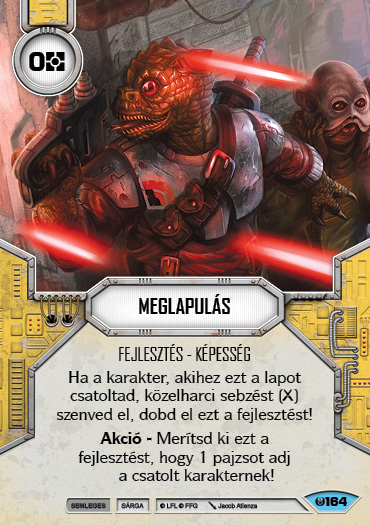 0
MEGLAPULÁS
FEJLESZTÉS - KÉPESSÉG
Ha a karakter, akihez ezt a lapot
csatoltad, közelharci sebzést (X)
szenved el, dobd el ezt a fejlesztést!
Akció - Merítsd ki ezt a
fejlesztést, hogy 1 pajzsot adj
a csatolt karakternek!
SEMLEGES SÁRGA © LFL © FFG Jacob Atienza 164